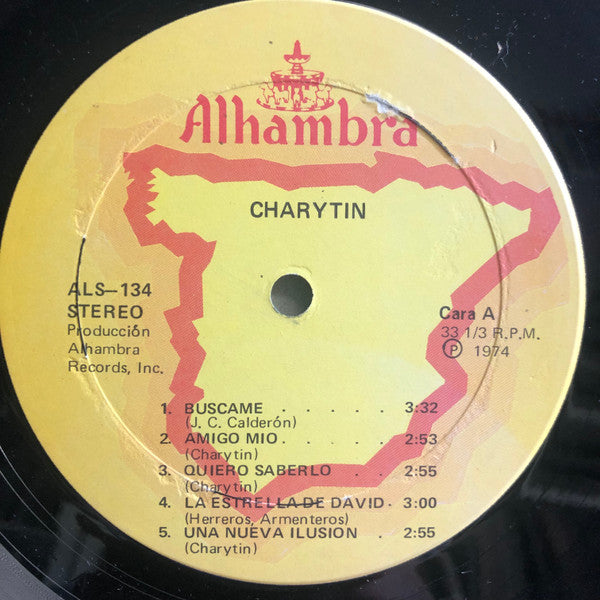 Alhambra
CHARYTIN
ALS-134
STEREO
Producción
Alhambra
Records, Inc.
Cara A
33 1/3 R.P.M.
Ⓟ 1974
1. BUSCAME . . . . . . 3:32
(J. C. Calderón)
2. AMIGO MIO . . . . . 2:53
(Charytin)
3. QUIERO SABERLO . . 2:55
(Charytin)
4. LA ESTRELLA DE DAVID . 3:00
(Herreros, Armenteros)
5. UNA NUEVA ILUSION . 2:55
(Charytin)